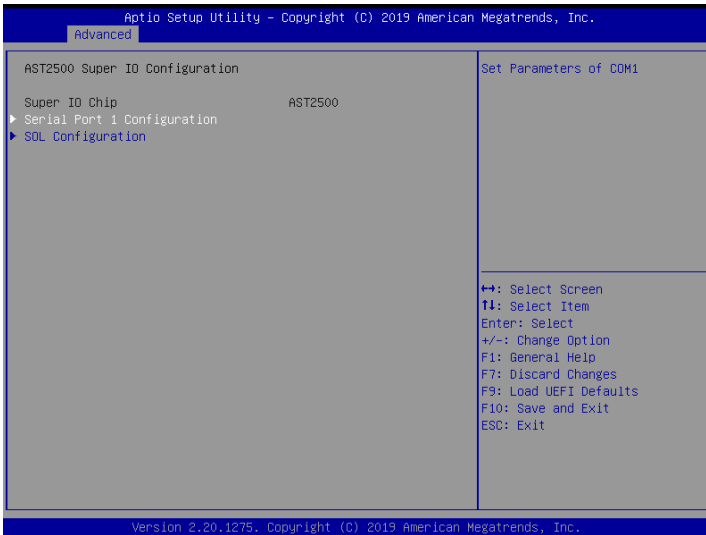 Aptio Setup Utility – Copyright (C) 2019 American Megatrends, Inc.
Advanced
AST2500 Super IO Configuration
Super IO Chip AST2500
Serial Port 1 Configuration
SOL Configuration
Set Parameters of COM1
↔: Select Screen
↑↓: Select Item
Enter: Select
+/-: Change Option
F1: General Help
F7: Discard Changes
F9: Load UEFI Defaults
F10: Save and Exit
ESC: Exit
Version 2.20.1275. Copyright (C) 2019 American Megatrends, Inc.